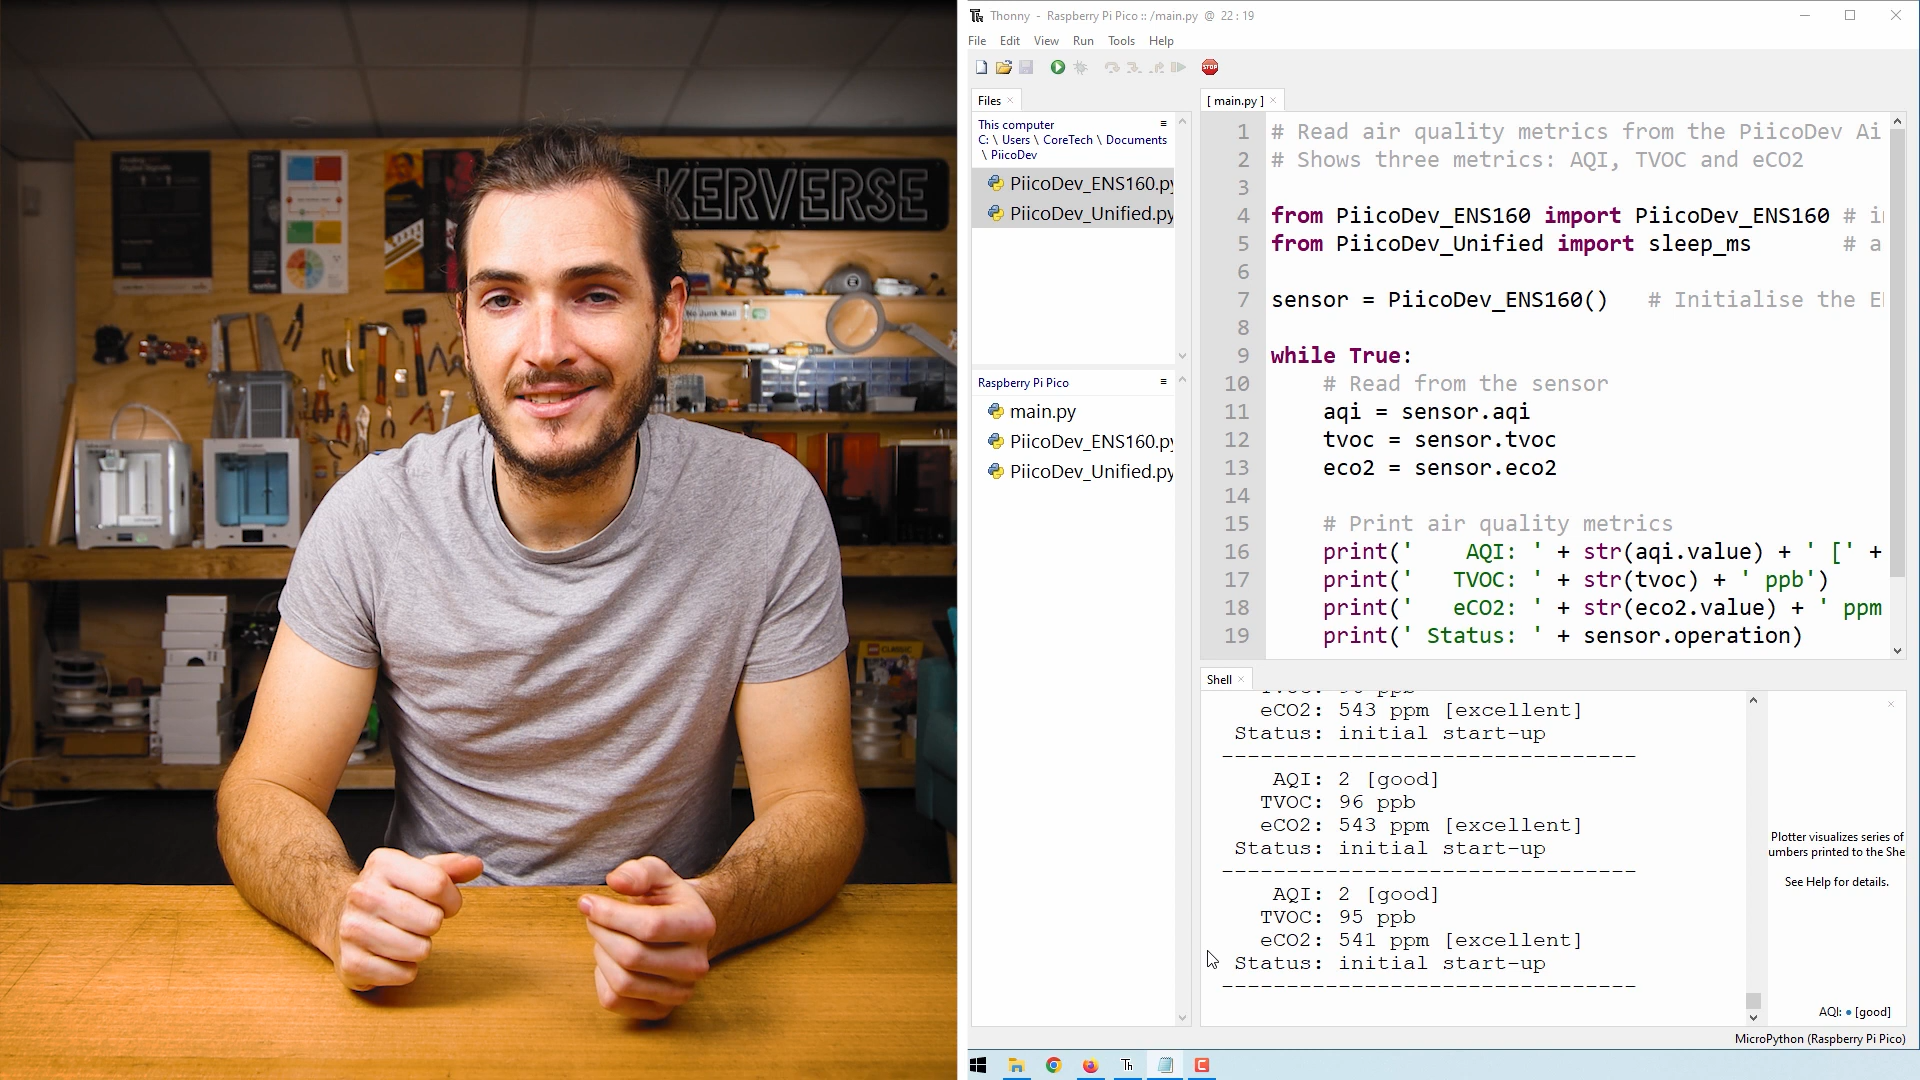 KERVERSE
No Junk Mail
CLASSIC
Thonny - Raspberry Pi Pico :: /main.py @ 22 : 19
File Edit View Run Tools Help
STOP
Files
This computer
C: \ Users \ CoreTech \ Documents
\ PiicoDev
PiicoDev_ENS160.py
PiicoDev_Unified.py
Raspberry Pi Pico
main.py
PiicoDev_ENS160.py
PiicoDev_Unified.py
[ main.py ]
1 # Read air quality metrics from the PiicoDev Ai
2 # Shows three metrics: AQI, TVOC and eCO2
3
4 from PiicoDev_ENS160 import PiicoDev_ENS160 # i
5 from PiicoDev_Unified import sleep_ms # a
6
7 sensor = PiicoDev_ENS160() # Initialise the E
8
9 while True:
10 # Read from the sensor
11 aqi = sensor.aqi
12 tvoc = sensor.tvoc
13 eco2 = sensor.eco2
14
15 # Print air quality metrics
16 print('    AQI: ' + str(aqi.value) + ' [' +
17 print('   TVOC: ' + str(tvoc) + ' ppb')
18 print('   eCO2: ' + str(eco2.value) + ' ppm
19 print(' Status: ' + sensor.operation)
Shell
eCO2: 543 ppm [excellent]
Status: initial start-up
--------------------------------
AQI: 2 [good]
TVOC: 96 ppb
eCO2: 543 ppm [excellent]
Status: initial start-up
--------------------------------
AQI: 2 [good]
TVOC: 95 ppb
eCO2: 541 ppm [excellent]
Status: initial start-up
--------------------------------
Plotter visualizes series of
umbers printed to the She
See Help for details.
AQI: [good]
MicroPython (Raspberry Pi Pico)
Th